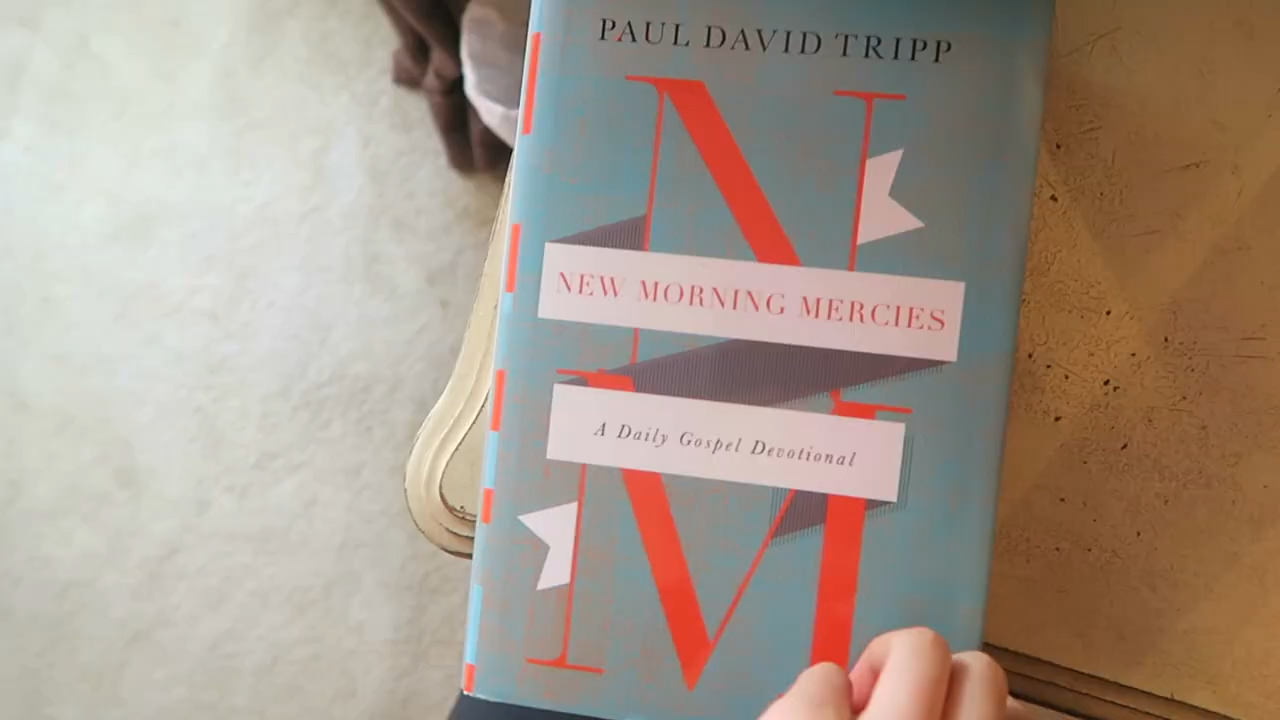 PAUL DAVID TRIPP
N
NEW MORNING MERCIES
M
A Daily Gospel Devotional